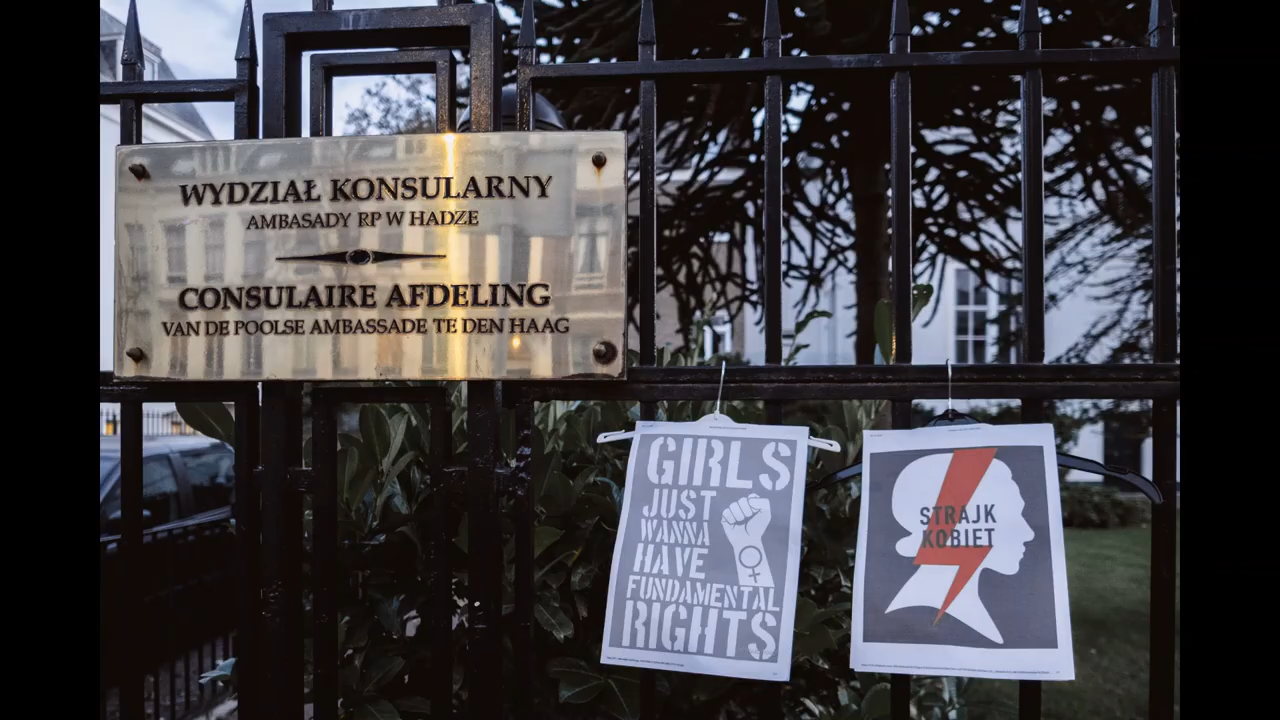 WYDZIAŁ KONSULARNY
AMBASADY RP W HADZE
CONSULAIRE AFDELING
VAN DE POOLSE AMBASSADE TE DEN HAAG
GIRLS
JUST
WANNA
HAVE
FUNDAMENTAL
RIGHTS
STRAJK
KOBIET